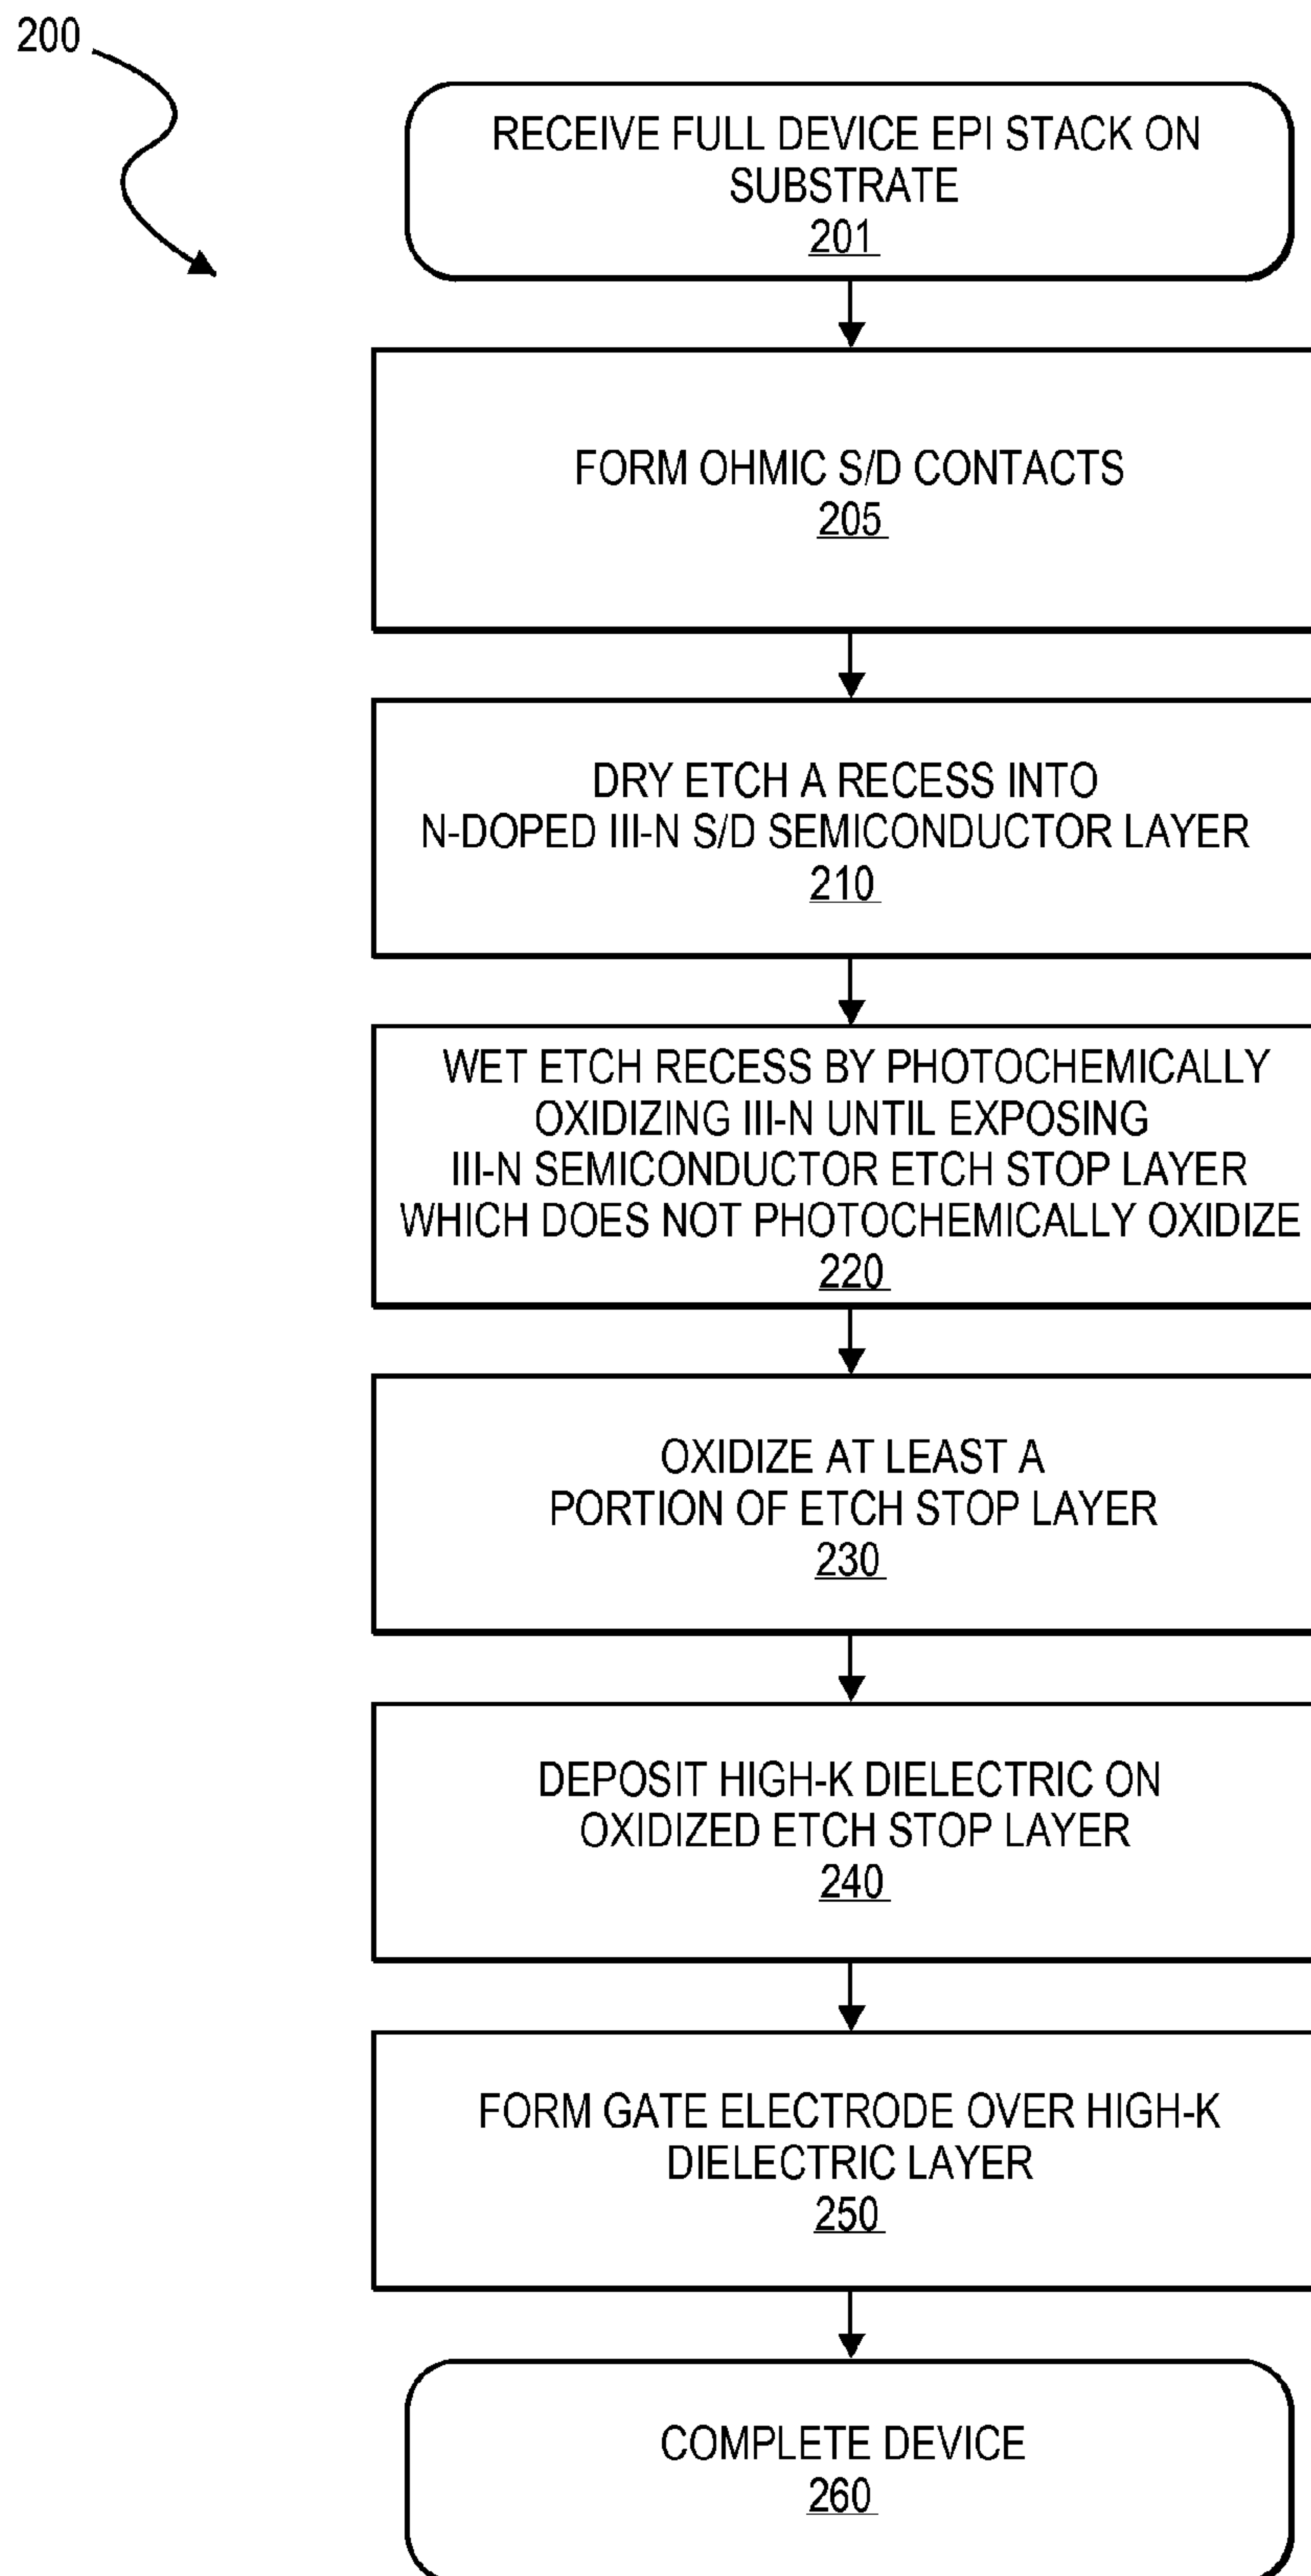 200
RECEIVE FULL DEVICE EPI STACK ON
SUBSTRATE
201
FORM OHMIC S/D CONTACTS
205
DRY ETCH A RECESS INTO
N-DOPED III-N S/D SEMICONDUCTOR LAYER
210
WET ETCH RECESS BY PHOTOCHEMICALLY
OXIDIZING III-N UNTIL EXPOSING
III-N SEMICONDUCTOR ETCH STOP LAYER
WHICH DOES NOT PHOTOCHEMICALLY OXIDIZE
220
OXIDIZE AT LEAST A
PORTION OF ETCH STOP LAYER
230
DEPOSIT HIGH-K DIELECTRIC ON
OXIDIZED ETCH STOP LAYER
240
FORM GATE ELECTRODE OVER HIGH-K
DIELECTRIC LAYER
250
COMPLETE DEVICE
260